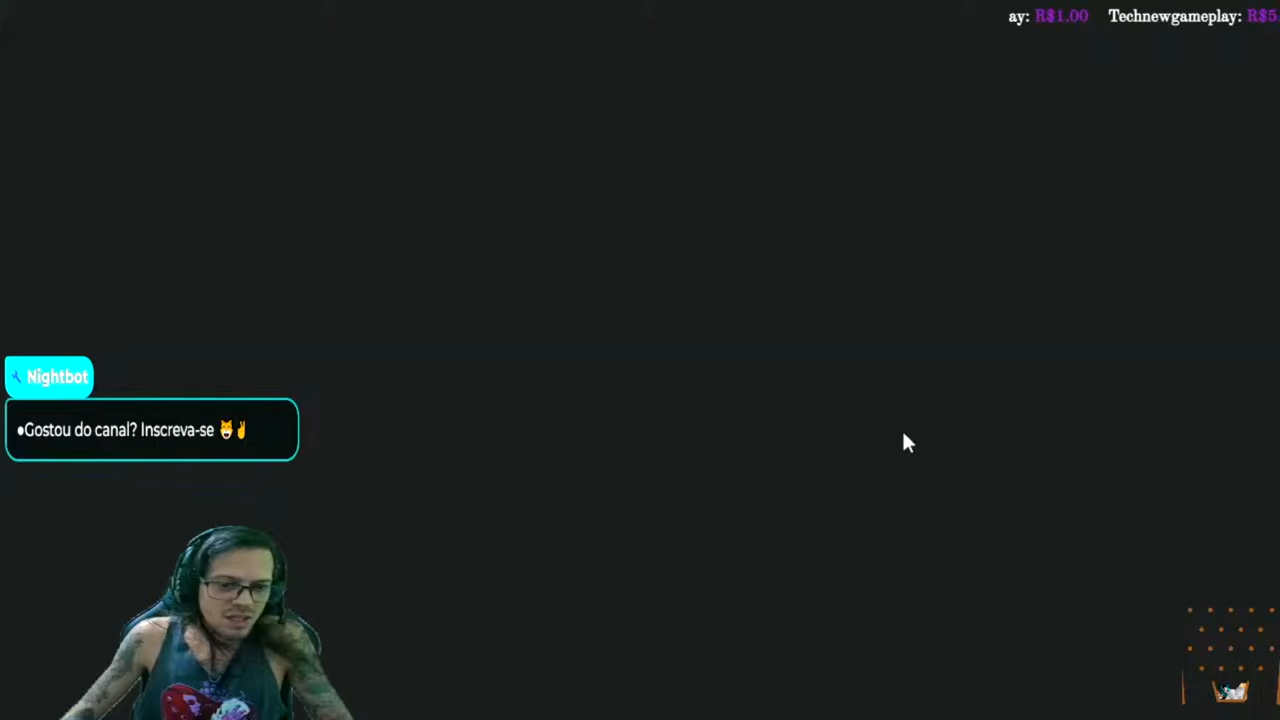 ay: R$1.00 Technewgameplay: R$5
Nightbot
•Gostou do canal? Inscreva-se 😸✌